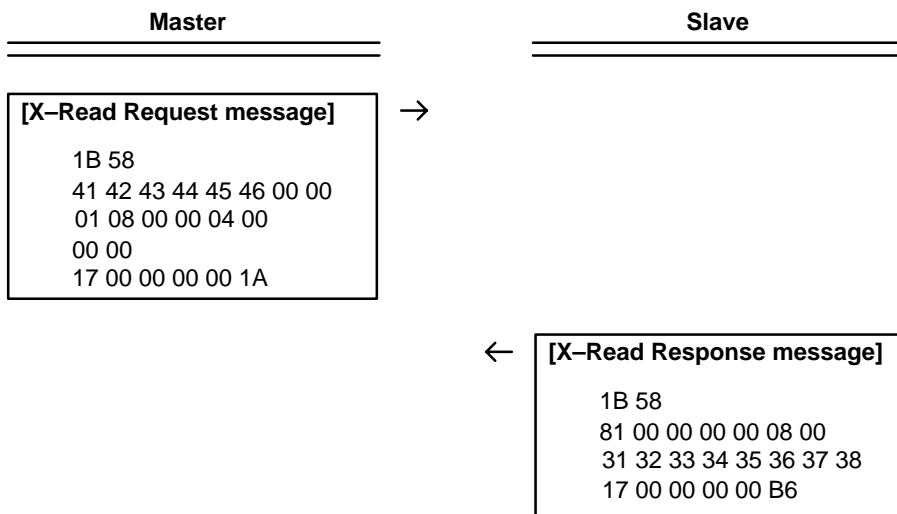 Master
Slave
[X–Read Request message] →
1B 58
41 42 43 44 45 46 00 00
01 08 00 00 04 00
00 00
17 00 00 00 00 1A
← [X–Read Response message]
1B 58
81 00 00 00 00 08 00
31 32 33 34 35 36 37 38
17 00 00 00 00 B6